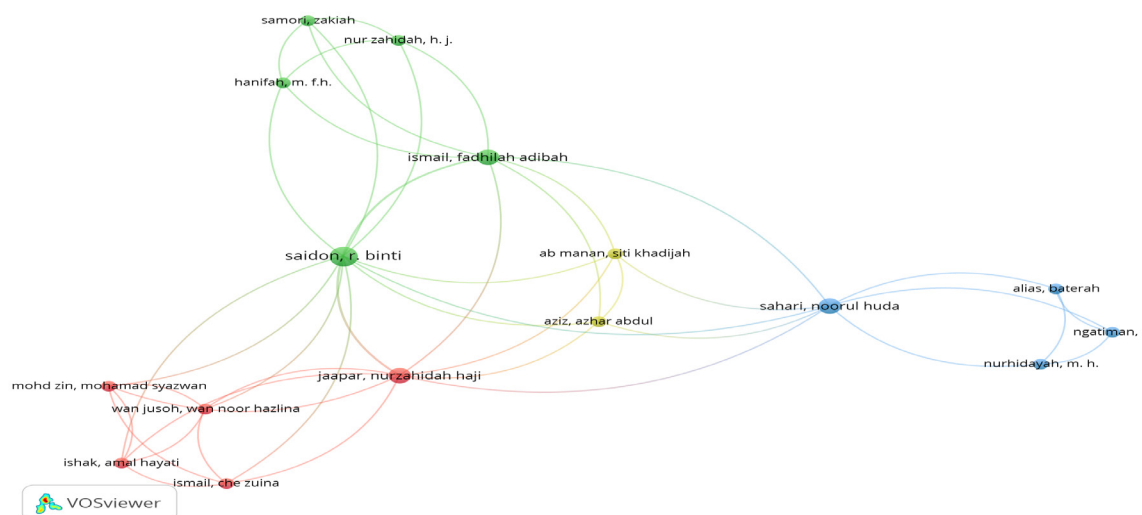 samori, zakiah
nur zahidah, h. j.
hanifah, m. f.h.
ismail, fadhilah adibah
saidon, r. binti
ab manan, siti khadijah
alias, baterah
sahari, noorul huda
aziz, azhar abdul
ngatiman,
nurhidayah, m. h.
jaapar, nurzahidah haji
mohd zin, mohamad syazwan
wan jusoh, wan noor hazlina
ishak, amal hayati
ismail, che zuina
VOSviewer